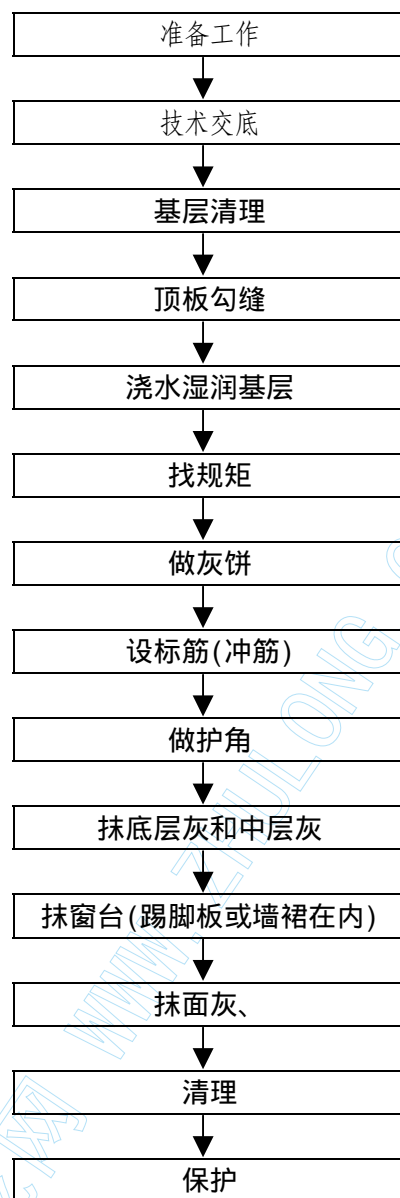 准备工作
技术交底
基层清理
顶板勾缝
浇水湿润基层
找规矩
做灰饼
设标筋(冲筋)
做护角
抹底层灰和中层灰
抹窗台(踢脚板或墙裙在内)
抹面灰、
清理
保护
网 WWW.ZHULONG.